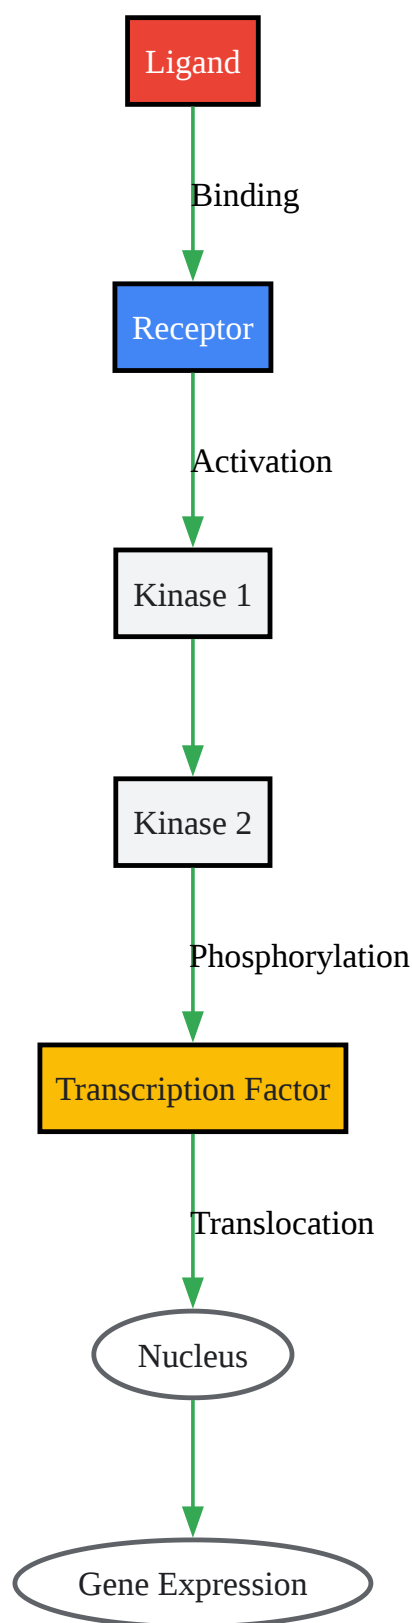 Ligand
Binding
Receptor
Activation
Kinase 1
Kinase 2
Phosphorylation
Transcription Factor
Translocation
Nucleus
Gene Expression